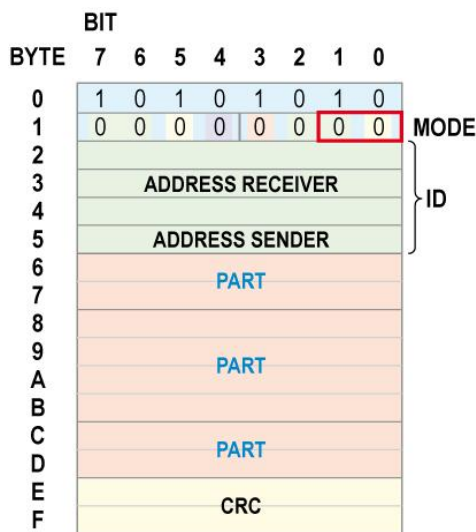 BIT
BYTE 7 6 5 4 3 2 1 0
0 1 0 1 0 1 0 1 0
1 0 0 0 0 0 0 0 0 MODE
2
3 ADDRESS RECEIVER ID
4
5 ADDRESS SENDER
6 PART
7
8
9 PART
A
B
C PART
D
E CRC
F